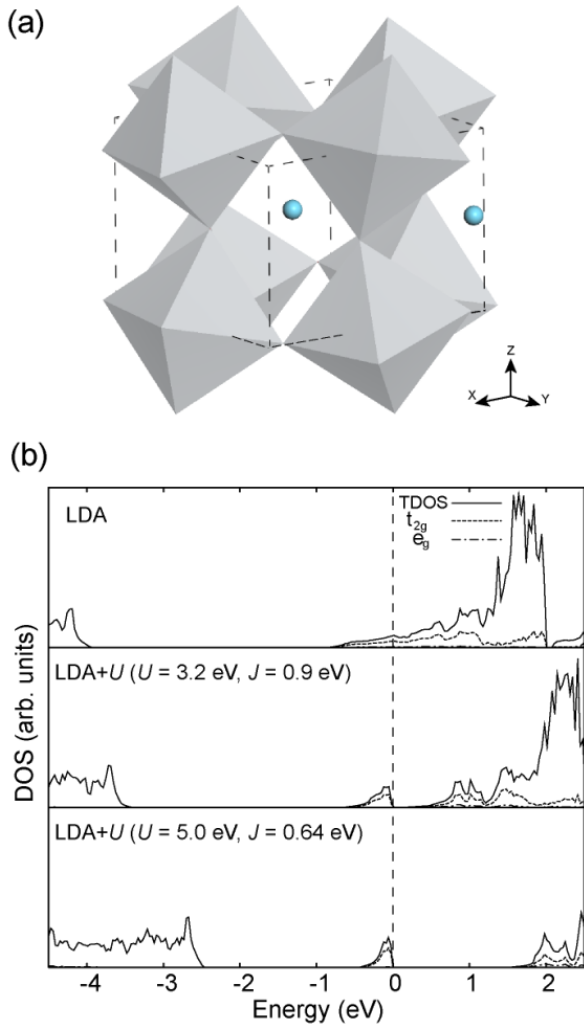 (a)
Z
X
Y
(b)
LDA
TDOS
t2g
eg
LDA+U (U = 3.2 eV, J = 0.9 eV)
LDA+U (U = 5.0 eV, J = 0.64 eV)
DOS (arb. units)
-4 -3 -2 -1 0 1 2
Energy (eV)